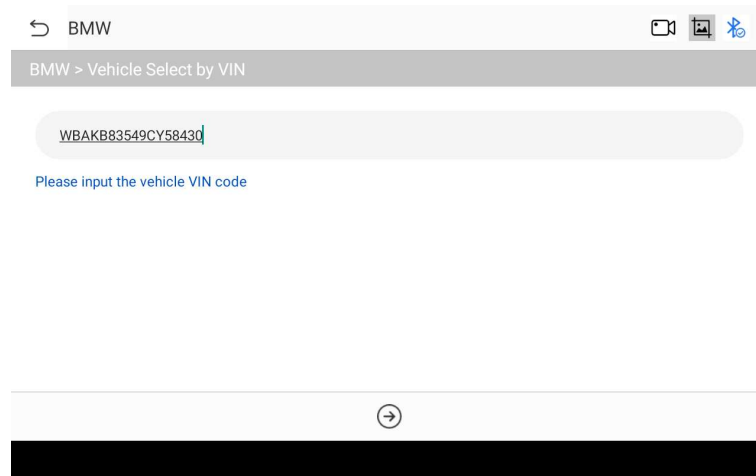 BMW
BMW > Vehicle Select by VIN
WBAKB83549CY58430
Please input the vehicle VIN code